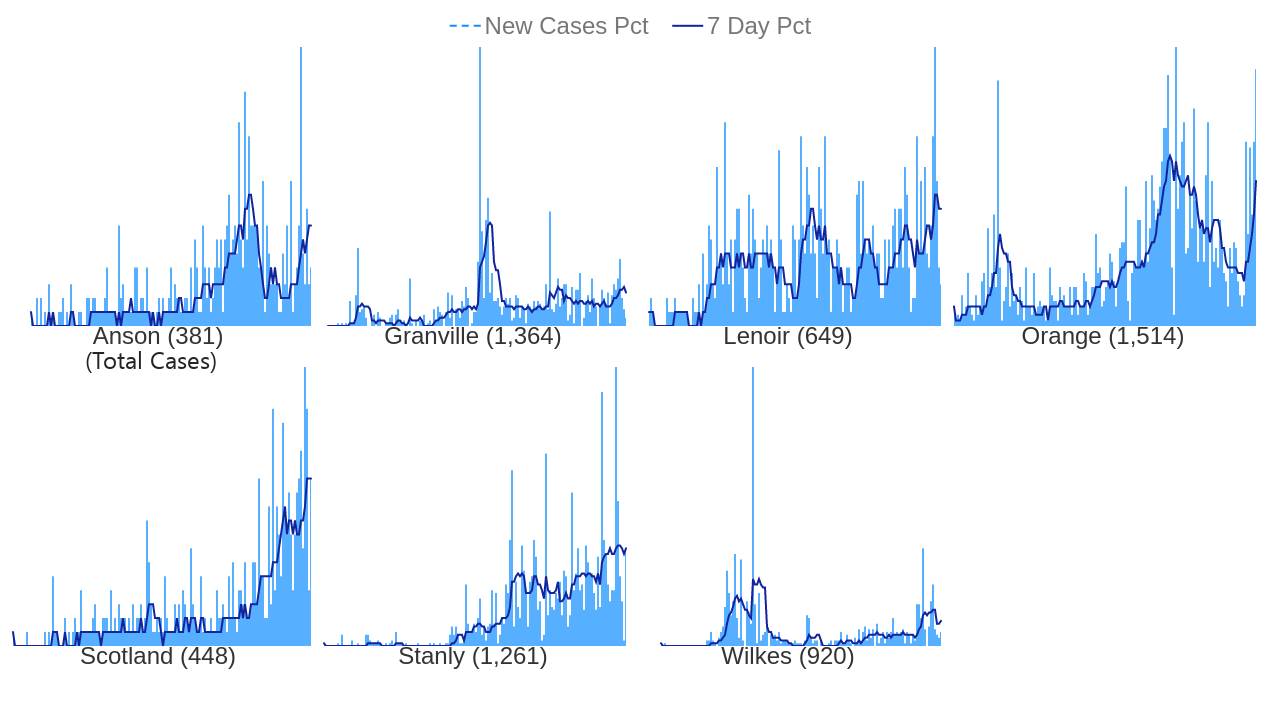 New Cases Pct 7 Day Pct
Anson (381) Granville (1,364) Lenoir (649) Orange (1,514)
(Total Cases)
Scotland (448) Stanly (1,261) Wilkes (920)